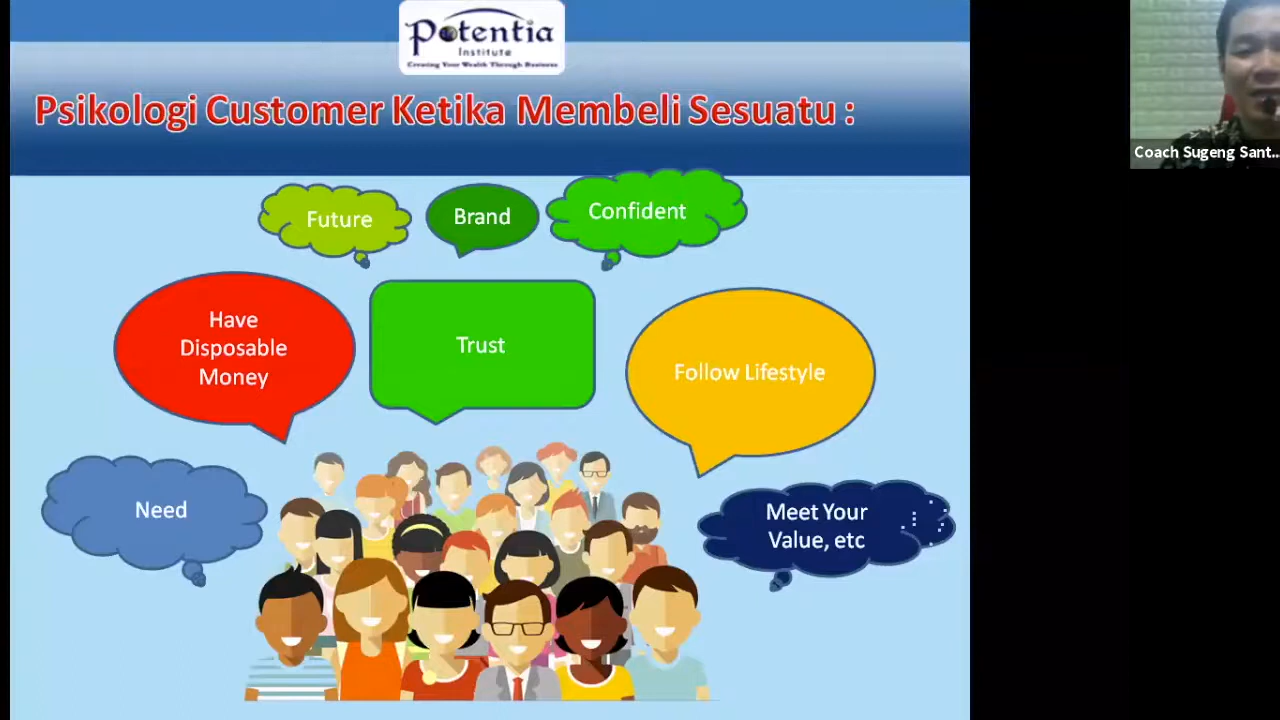 Potentia
Institute
Creating Your Wealth Through Business
Psikologi Customer Ketika Membeli Sesuatu :
Coach Sugeng Sant...
Future
Brand
Confident
Have
Disposable
Money
Trust
Follow Lifestyle
Need
Meet Your
Value, etc